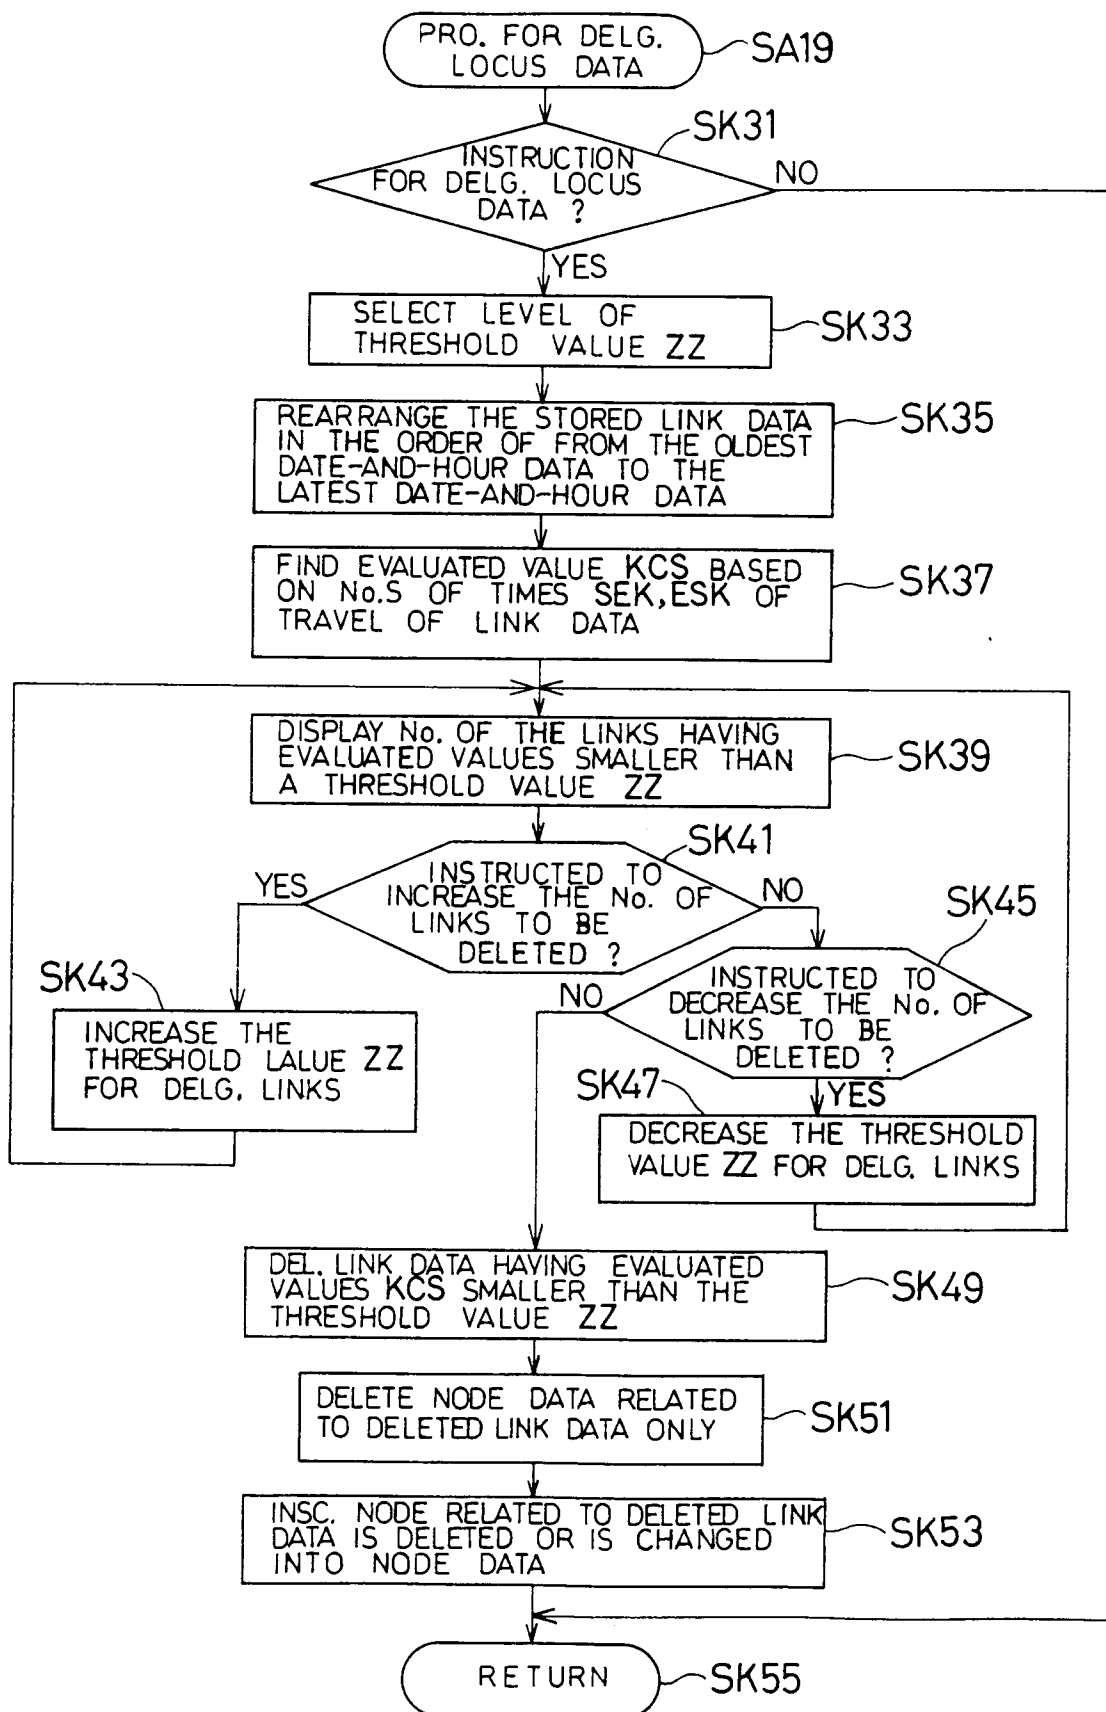 PRO. FOR DELG.
LOCUS DATA
SA19
SK31
INSTRUCTION
FOR DELG. LOCUS
DATA ?
NO
YES
SELECT LEVEL OF
THRESHOLD VALUE ZZ
SK33
REARRANGE THE STORED LINK DATA
IN THE ORDER OF FROM THE OLDEST
DATE-AND-HOUR DATA TO THE
LATEST DATE-AND-HOUR DATA
SK35
FIND EVALUATED VALUE KCS BASED
ON No.S OF TIMES SEK,ESK OF
TRAVEL OF LINK DATA
SK37
DISPLAY No. OF THE LINKS HAVING
EVALUATED VALUES SMALLER THAN
A THRESHOLD VALUE ZZ
SK39
SK41
INSTRUCTED TO
INCREASE THE No. OF
LINKS TO BE
DELETED ?
YES
NO
SK43
INCREASE THE
THRESHOLD LALUE ZZ
FOR DELG. LINKS
SK45
INSTRUCTED TO
DECREASE THE No. OF
LINKS TO BE
DELETED ?
NO
YES
SK47
DECREASE THE THRESHOLD
VALUE ZZ FOR DELG. LINKS
DEL. LINK DATA HAVING EVALUATED
VALUES KCS SMALLER THAN THE
THRESHOLD VALUE ZZ
SK49
DELETE NODE DATA RELATED
TO DELETED LINK DATA ONLY
SK51
INSC. NODE RELATED TO DELETED LINK
DATA IS DELETED OR IS CHANGED
INTO NODE DATA
SK53
RETURN
SK55